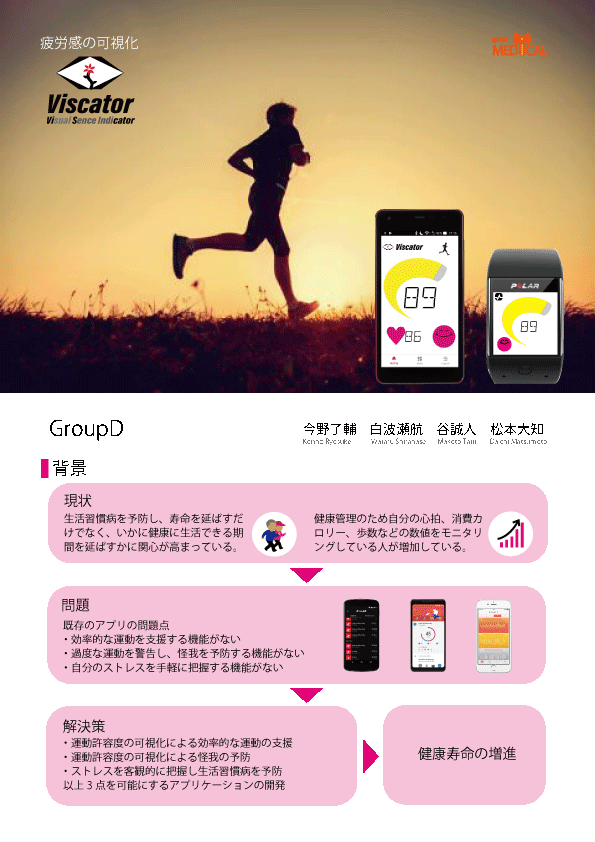 疲労感の可視化
MEDICAL
Viscator
Visual Sence Indicator
Viscator
89
86
POLAR
89
GroupD
今野了輔 白波瀬航 谷誠人 松本大知
Konno Ryosuke Wataru Shiranase Makoto Tani Daichi Matsumoto
背景
現状
生活習慣病を予防し、寿命を延ばすだ
けでなく、いかに健康に生活できる期
間を延ばすかに関心が高まっている。
健康管理のため自分の心拍、消費カ
ロリー、歩数などの数値をモニタリ
ングしている人が増加している。
問題
既存のアプリの問題点
・効率的な運動を支援する機能がない
・過度な運動を警告し、怪我を予防する機能がない
・自分のストレスを手軽に把握する機能がない
解決策
・運動許容度の可視化による効率的な運動の支援
・運動許容度の可視化による怪我の予防
・ストレスを客観的に把握し生活習慣病を予防
以上 3 点を可能にするアプリケーションの開発
健康寿命の増進